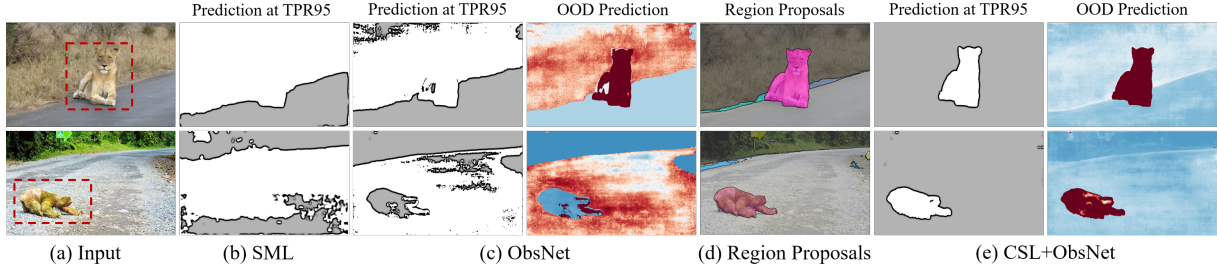 Prediction at TPR95 Prediction at TPR95 OOD Prediction Region Proposals Prediction at TPR95 OOD Prediction
(a) Input (b) SML (c) ObsNet (d) Region Proposals (e) CSL+ObsNet